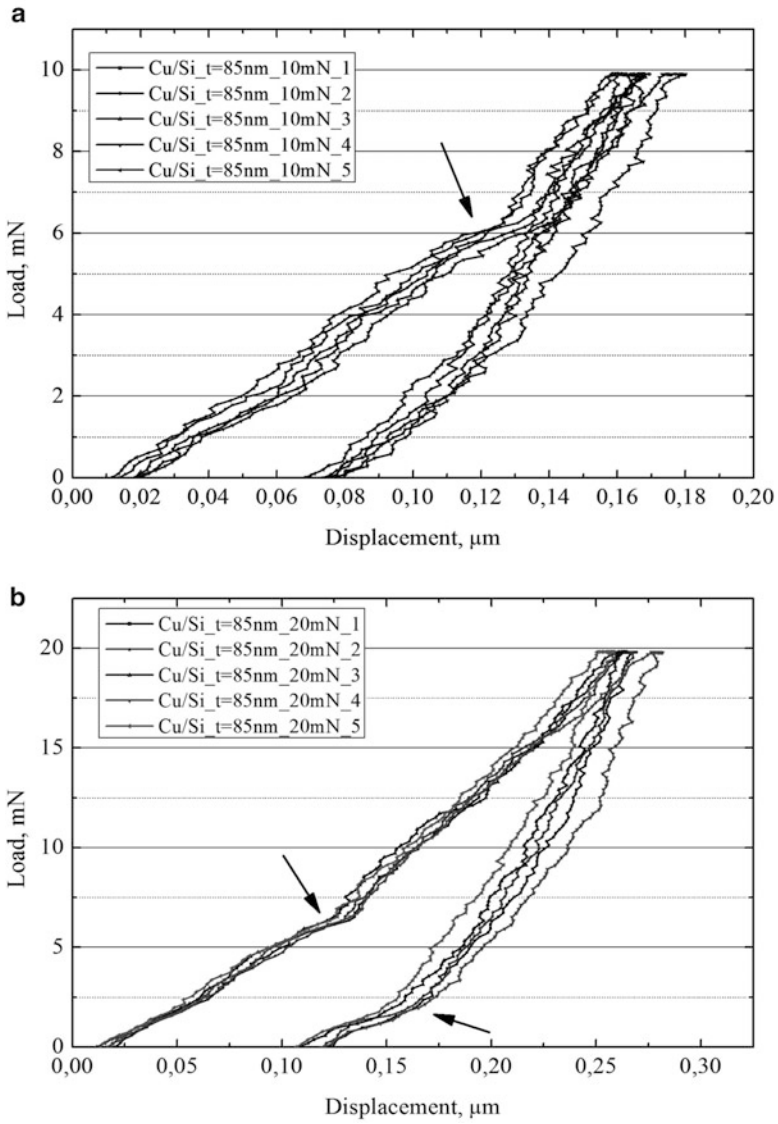 a
Cu/Si_t=85nm_10mN_1
Cu/Si_t=85nm_10mN_2
Cu/Si_t=85nm_10mN_3
Cu/Si_t=85nm_10mN_4
Cu/Si_t=85nm_10mN_5
Load, mN
10
8
6
4
2
0
0,00 0,02 0,04 0,06 0,08 0,10 0,12 0,14 0,16 0,18 0,20
Displacement, µm
b
Cu/Si_t=85nm_20mN_1
Cu/Si_t=85nm_20mN_2
Cu/Si_t=85nm_20mN_3
Cu/Si_t=85nm_20mN_4
Cu/Si_t=85nm_20mN_5
Load, mN
20
15
10
5
0
0,00 0,05 0,10 0,15 0,20 0,25 0,30
Displacement, µm